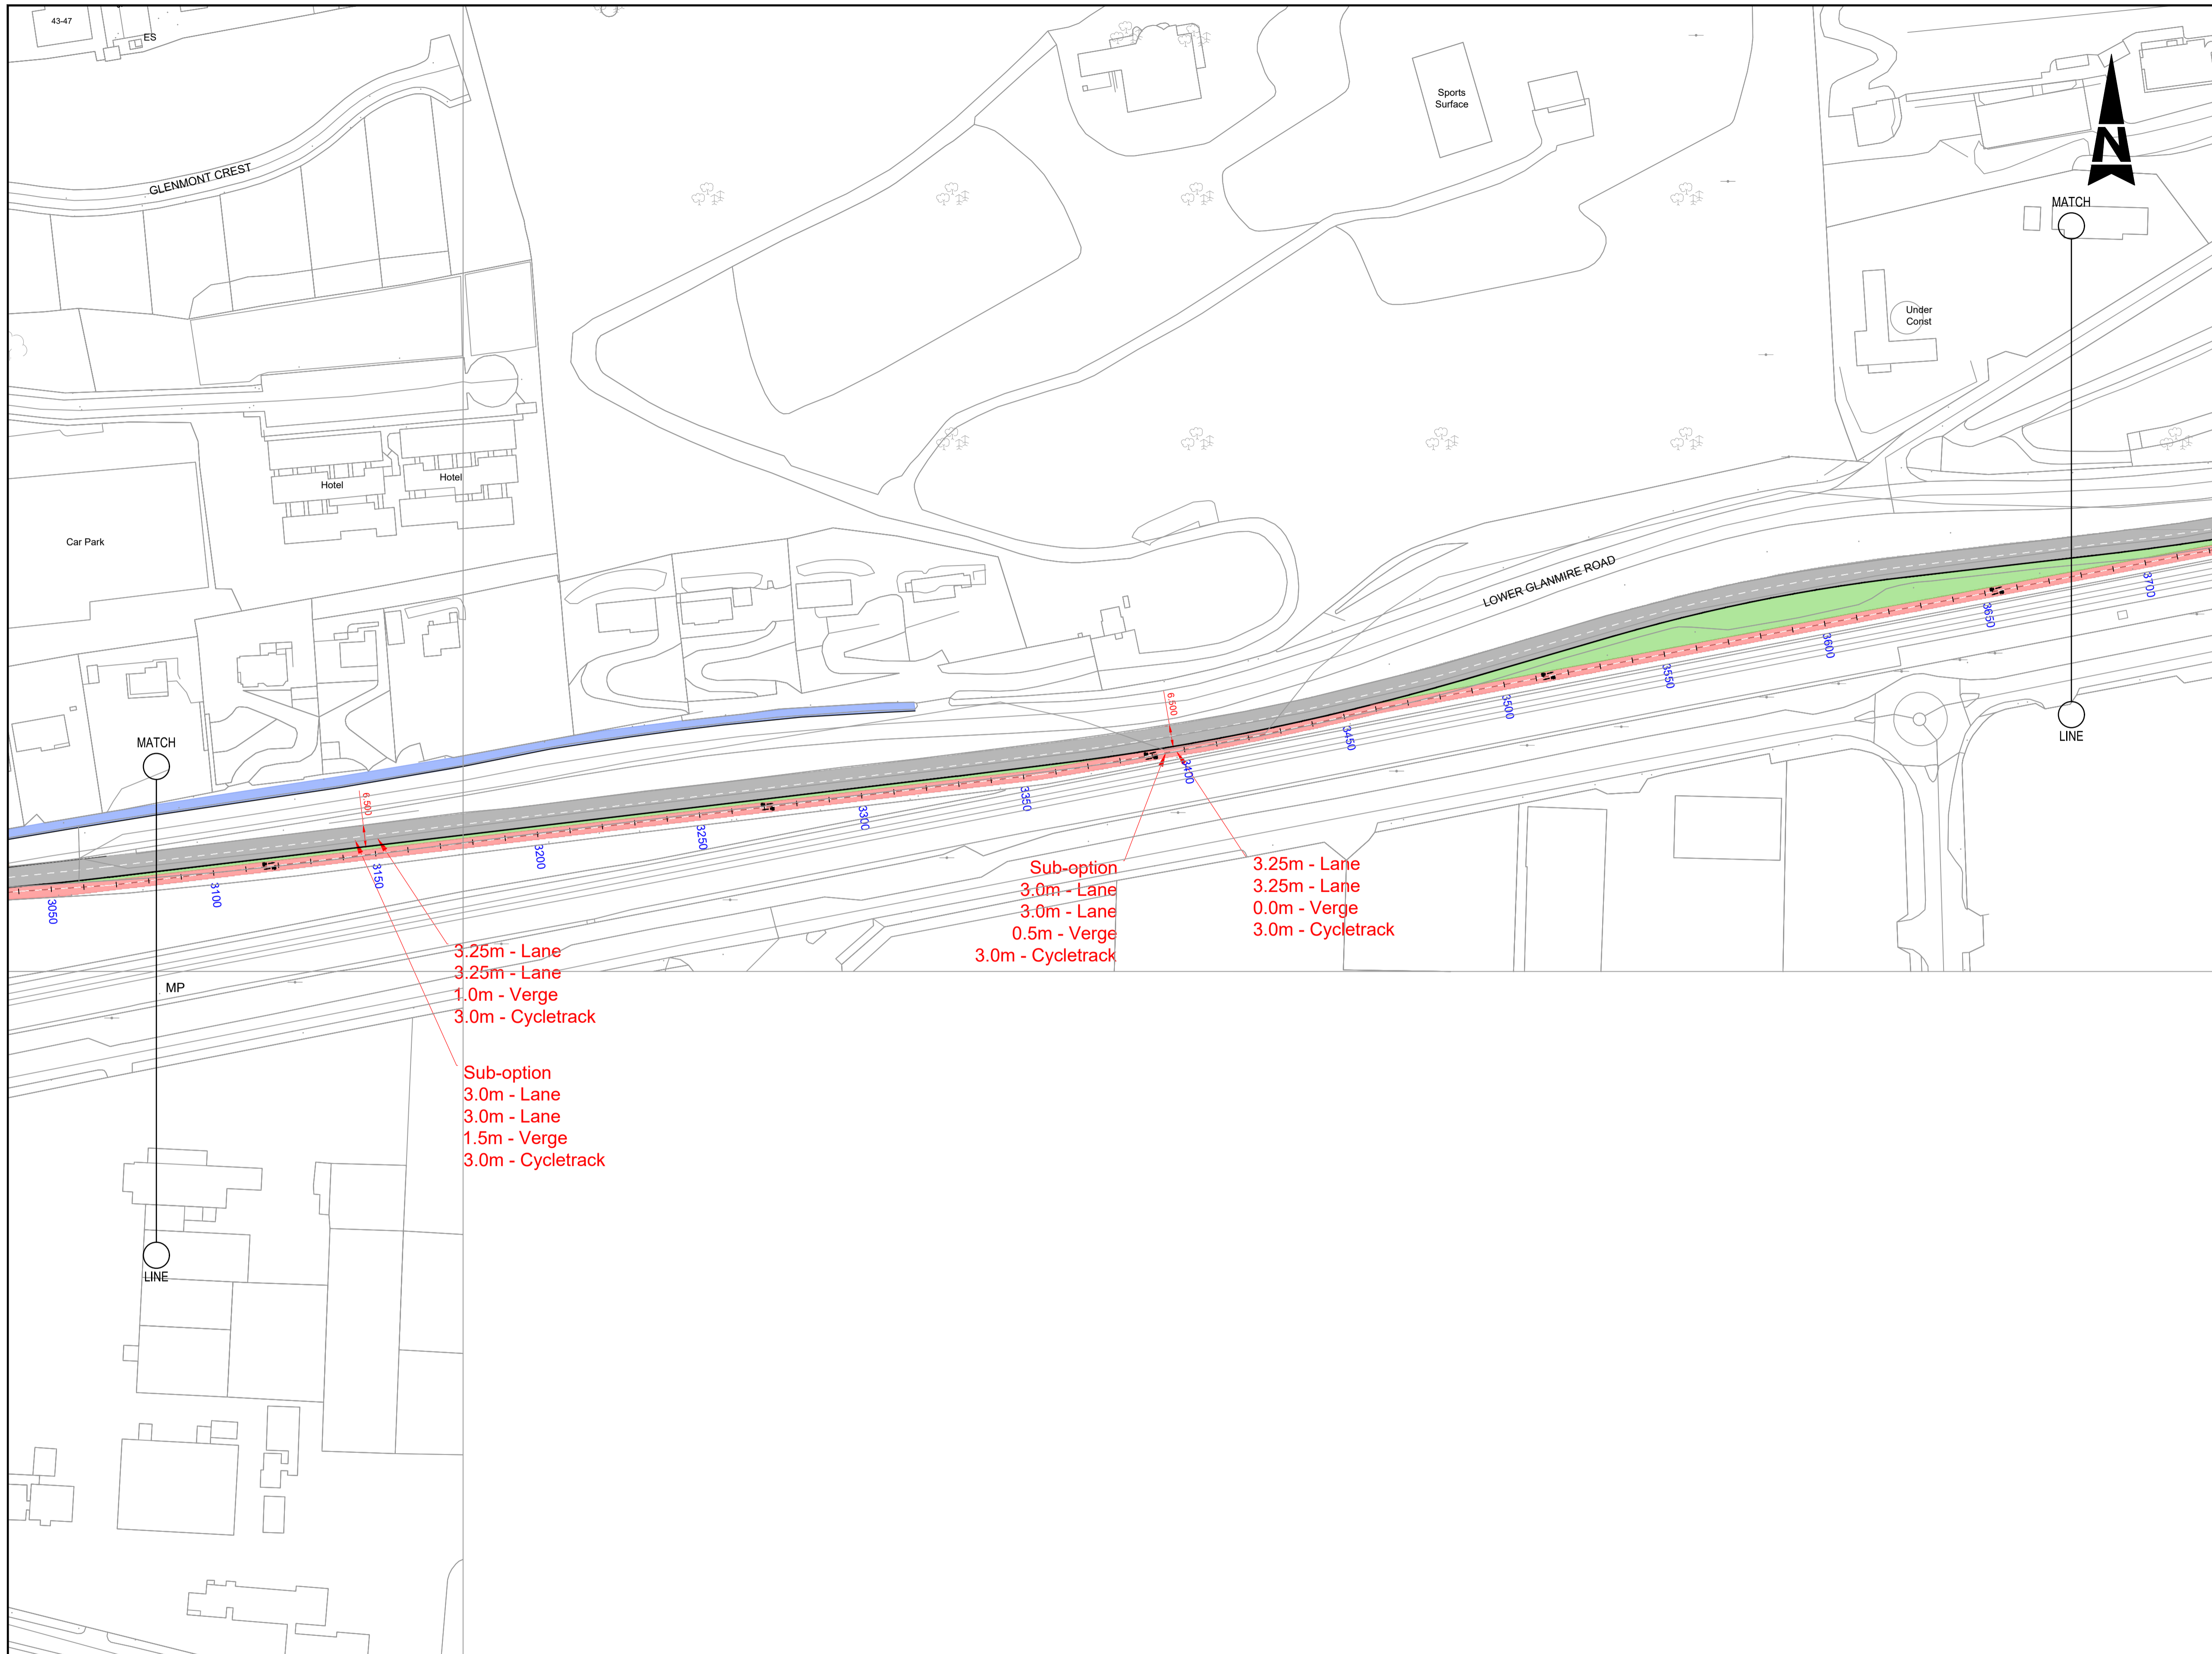 43-47
ES
GLENMONT CREST
Sports
Surface
N
MATCH
Under
Const
Hotel
Hotel
Car Park
LOWER GLANMIRE ROAD
MATCH
LINE
6.500
6.500
3050
3100
3150
3200
3250
3300
3350
3400
3450
3500
3550
3600
3650
3700
3.25m - Lane
3.25m - Lane
1.0m - Verge
3.0m - Cycletrack
Sub-option
3.0m - Lane
3.0m - Lane
1.5m - Verge
3.0m - Cycletrack
Sub-option
3.0m - Lane
3.0m - Lane
0.5m - Verge
3.0m - Cycletrack
3.25m - Lane
3.25m - Lane
0.0m - Verge
3.0m - Cycletrack
MP
LINE